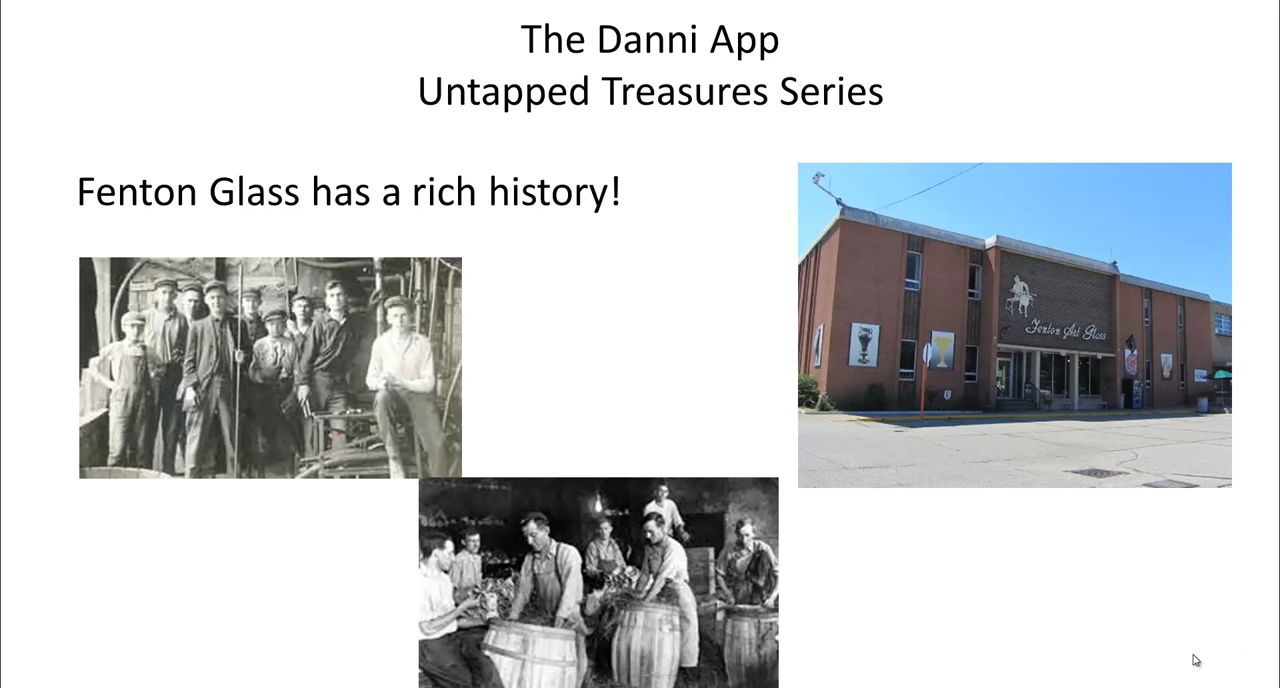 The Danni App
Untapped Treasures Series
Fenton Glass has a rich history!
Fenton Art Glass